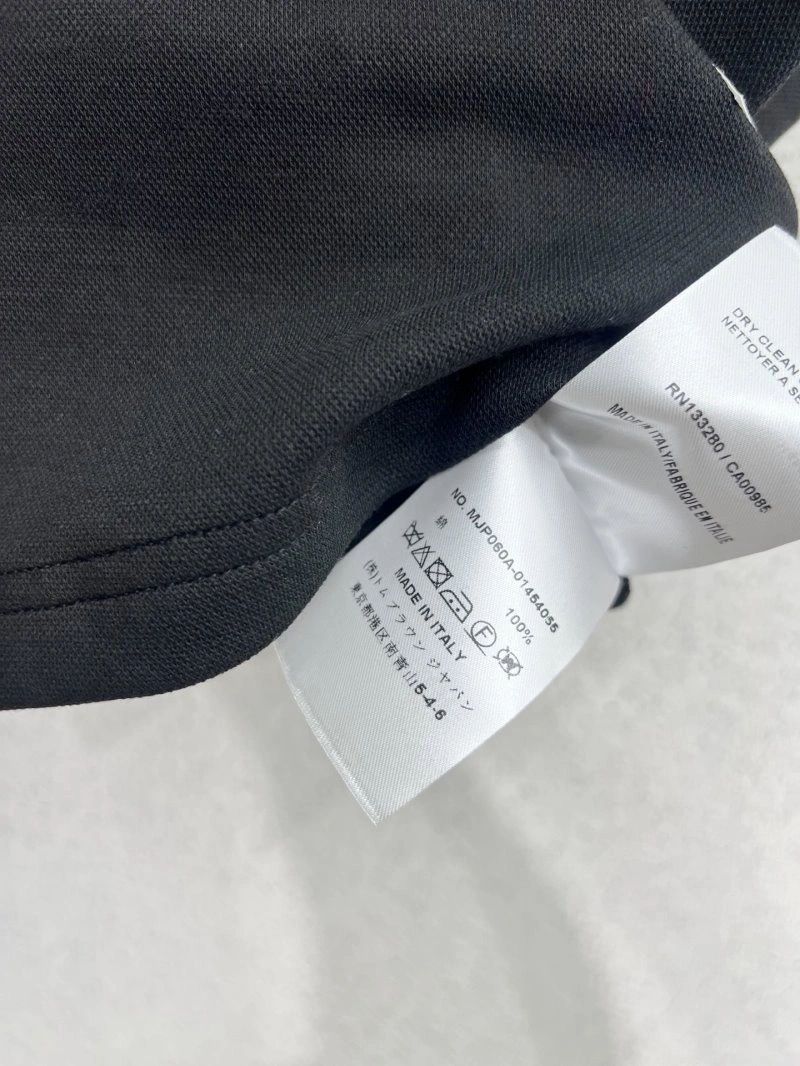 DRY CLEAN
NETTOYER A SE
RN133280 / CA00985
MADE IN ITALY/FABRIQUE EN ITALIE
NO. MJP060A-01454055
綿 100%
MADE IN ITALY
(株)トム ブラウン ジャパン
東京都港区南青山5-4-6